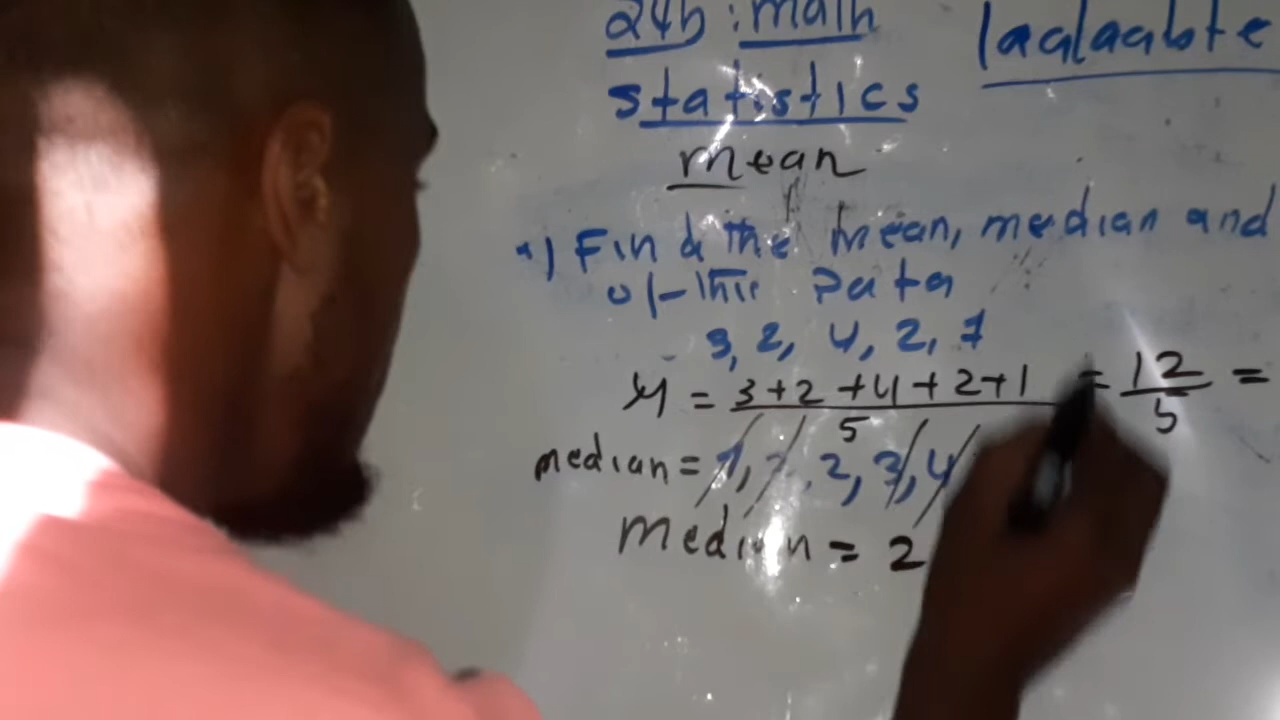 24b : math laalaabte
statistics
mean
a) Find the mean, median and
of this Data
3, 2, 4, 2, 1
M = 3+2+4+2+1 / 5 = 12 / 5 =
median = 1, 2, 2, 3, 4
Median = 2